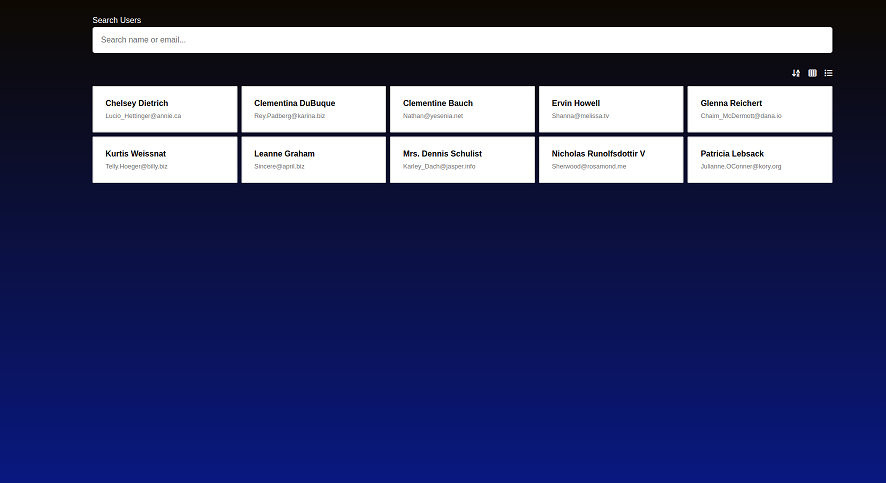 Search Users
Search name or email...
Chelsey Dietrich
Lucio_Hettinger@annie.ca
Clementina DuBuque
Rey.Padberg@karina.biz
Clementine Bauch
Nathan@yesenia.net
Ervin Howell
Shanna@melissa.tv
Glenna Reichert
Chaim_McDermott@dana.io
Kurtis Weissnat
Telly.Hoeger@billy.biz
Leanne Graham
Sincere@april.biz
Mrs. Dennis Schulist
Karley_Dach@jasper.info
Nicholas Runolfsdottir V
Sherwood@rosamond.me
Patricia Lebsack
Julianne.OConner@kory.org